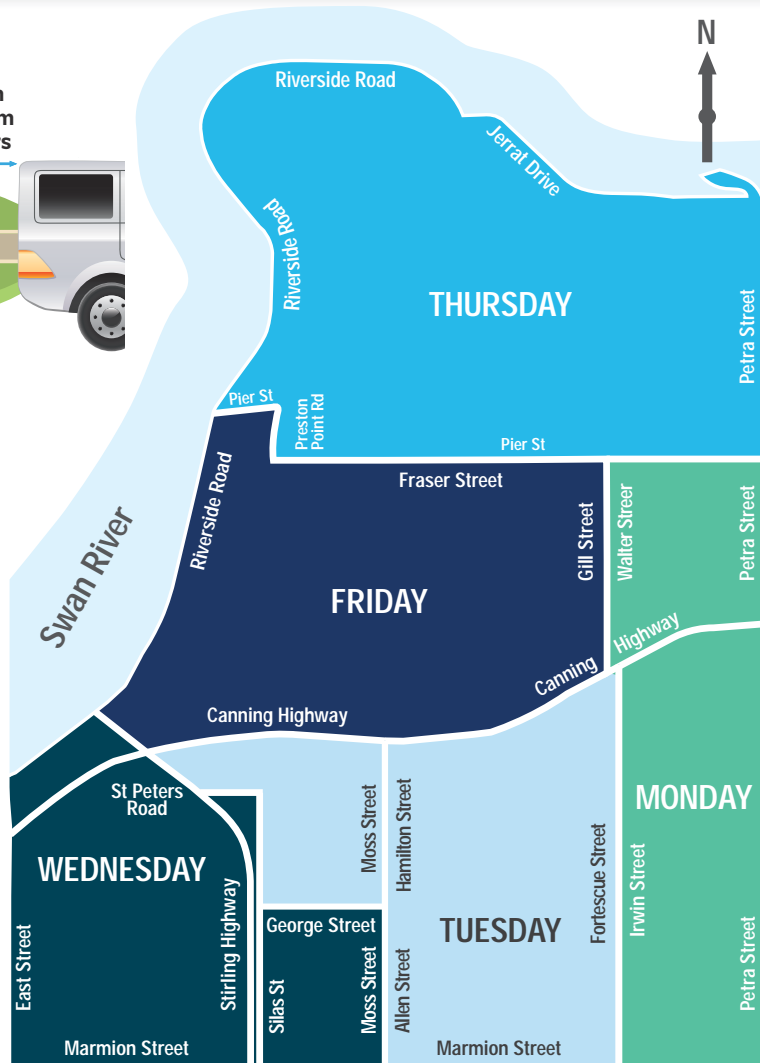 N
m
rs
Riverside Road
Jerrat Drive
Riverside Road
THURSDAY
Petra Street
Pier St
Preston
Point Rd
Pier St
Fraser Street
Riverside Road
Gill Street
Walter Streer
Petra Street
Swan River
FRIDAY
Canning
Highway
Canning Highway
St Peters
Road
Moss Street
Hamilton Street
MONDAY
WEDNESDAY
Fortescue Street
Irwin Street
George Street
TUESDAY
East Street
Stirling Highway
Silas St
Moss Street
Allen Street
Petra Street
Marmion Street
Marmion Street